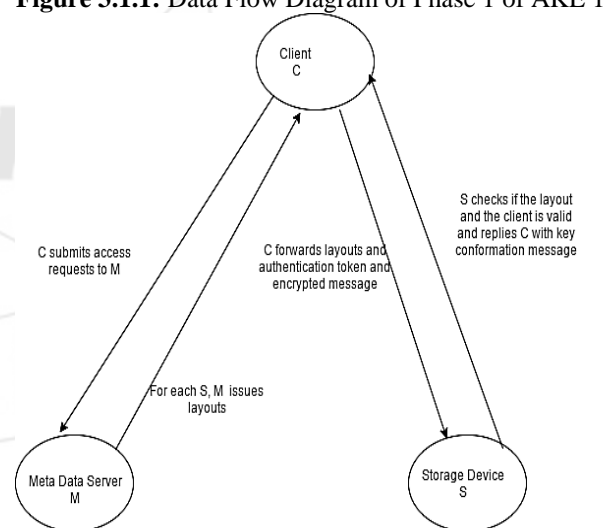 Figure 3.1.1: Data Flow Diagram of Phase 1 of AKE 1
Client
C
S checks if the layout
and the client is valid
and replies C with key
conformation message
C submits access
requests to M
C forwards layouts and
authentication token and
encrypted message
For each S, M issues
layouts
Meta Data Server
M
Storage Device
S